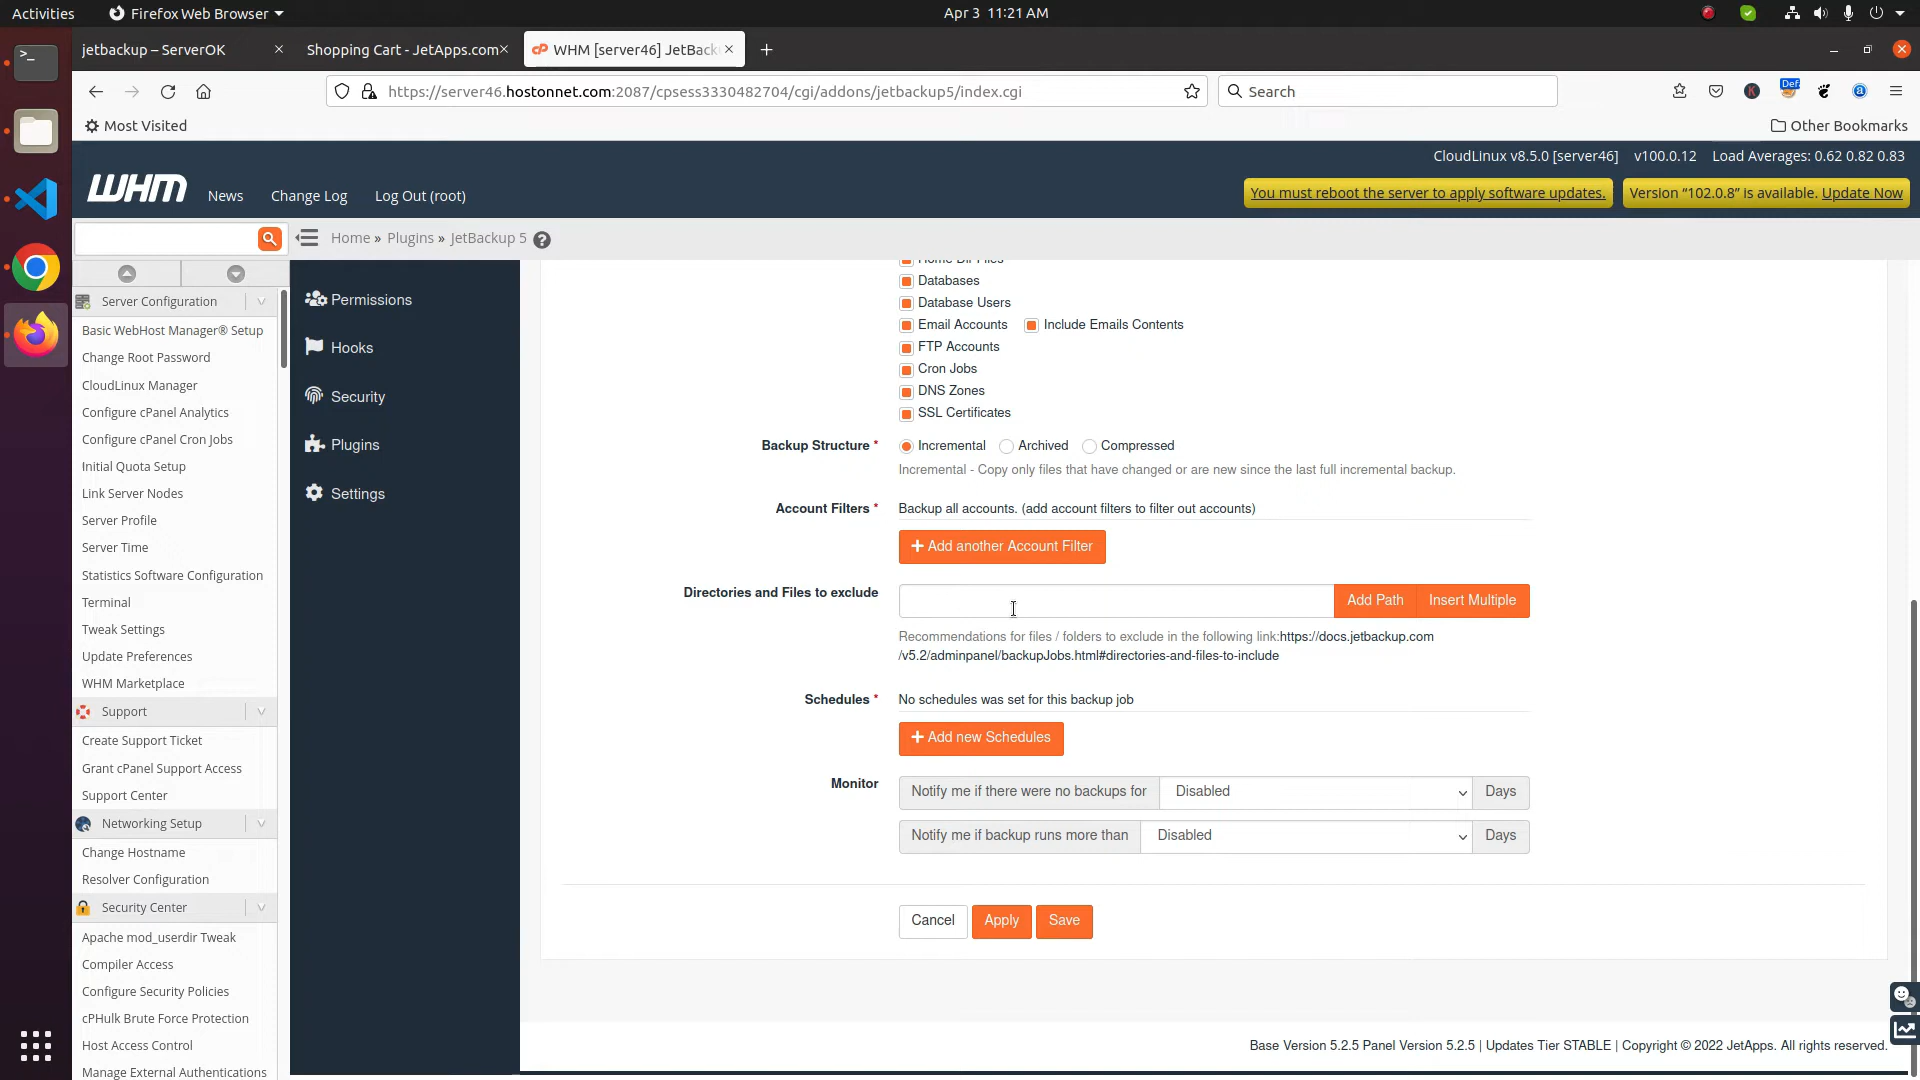 Activities
Firefox Web Browser
Apr 3 11:21 AM
jetbackup – ServerOK
Shopping Cart - JetApps.com
WHM [server46] JetBack
https://server46.hostonnet.com:2087/cpsess3330482704/cgi/addons/jetbackup5/index.cgi
Search
Def
Most Visited
Other Bookmarks
CloudLinux v8.5.0 [server46] v100.0.12 Load Averages: 0.62 0.82 0.83
WHM
News
Change Log
Log Out (root)
You must reboot the server to apply software updates.
Version “102.0.8” is available. Update Now
Home » Plugins » JetBackup 5
Server Configuration
Basic WebHost Manager® Setup
Change Root Password
CloudLinux Manager
Configure cPanel Analytics
Configure cPanel Cron Jobs
Initial Quota Setup
Link Server Nodes
Server Profile
Server Time
Statistics Software Configuration
Terminal
Tweak Settings
Update Preferences
WHM Marketplace
Support
Create Support Ticket
Grant cPanel Support Access
Support Center
Networking Setup
Change Hostname
Resolver Configuration
Security Center
Apache mod_userdir Tweak
Compiler Access
Configure Security Policies
cPHulk Brute Force Protection
Host Access Control
Manage External Authentications
Permissions
Hooks
Security
Plugins
Settings
Home Dir Files
Databases
Database Users
Email Accounts Include Emails Contents
FTP Accounts
Cron Jobs
DNS Zones
SSL Certificates
Backup Structure * Incremental Archived Compressed
Incremental - Copy only files that have changed or are new since the last full incremental backup.
Account Filters * Backup all accounts. (add account filters to filter out accounts)
Add another Account Filter
Directories and Files to exclude
Add Path Insert Multiple
Recommendations for files / folders to exclude in the following link:https://docs.jetbackup.com
/v5.2/adminpanel/backupJobs.html#directories-and-files-to-include
Schedules * No schedules was set for this backup job
Add new Schedules
Monitor
Notify me if there were no backups for Disabled Days
Notify me if backup runs more than Disabled Days
Cancel Apply Save
Base Version 5.2.5 Panel Version 5.2.5 | Updates Tier STABLE | Copyright © 2022 JetApps. All rights reserved.